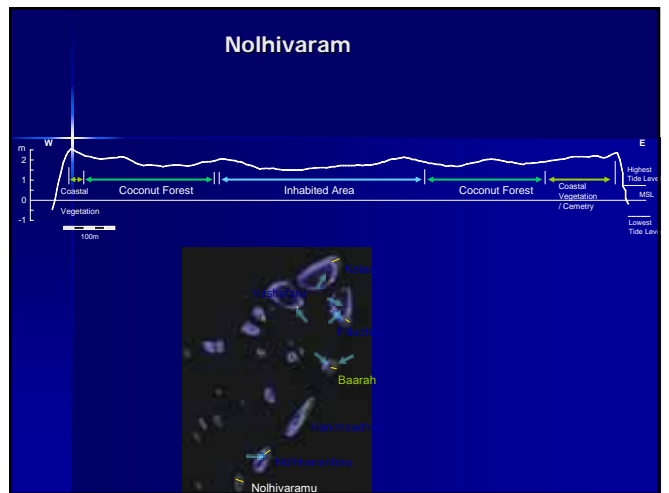 Nolhivaram
W
E
m
2
1
0
-1
Coastal
Vegetation
Coconut Forest
Inhabited Area
Coconut Forest
Coastal
Vegetation
/ Cemetry
Highest
Tide Leve
MSL
Lowest
Tide Leve
100m
Baarah
Nolhivaramu